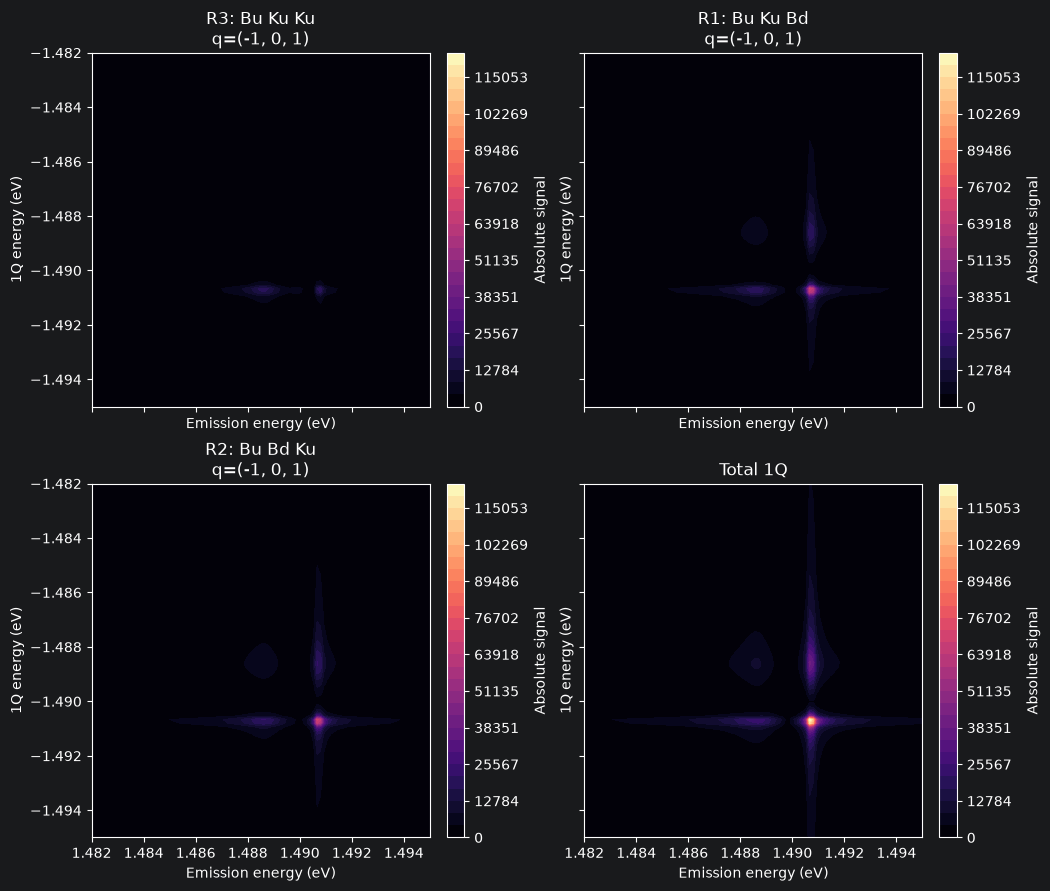 R3: Bu Ku Ku
q=(-1, 0, 1)
−1.482
−1.484
−1.486
−1.488
−1.490
−1.492
−1.494
1Q energy (eV)
Emission energy (eV)
115053
102269
89486
76702
63918
51135
38351
25567
12784
0
Absolute signal
R1: Bu Ku Bd
q=(-1, 0, 1)
1Q energy (eV)
Emission energy (eV)
115053
102269
89486
76702
63918
51135
38351
25567
12784
0
Absolute signal
R2: Bu Bd Ku
q=(-1, 0, 1)
−1.482
−1.484
−1.486
−1.488
−1.490
−1.492
−1.494
1Q energy (eV)
1.482 1.484 1.486 1.488 1.490 1.492 1.494
Emission energy (eV)
115053
102269
89486
76702
63918
51135
38351
25567
12784
0
Absolute signal
Total 1Q
1Q energy (eV)
1.482 1.484 1.486 1.488 1.490 1.492 1.494
Emission energy (eV)
115053
102269
89486
76702
63918
51135
38351
25567
12784
0
Absolute signal